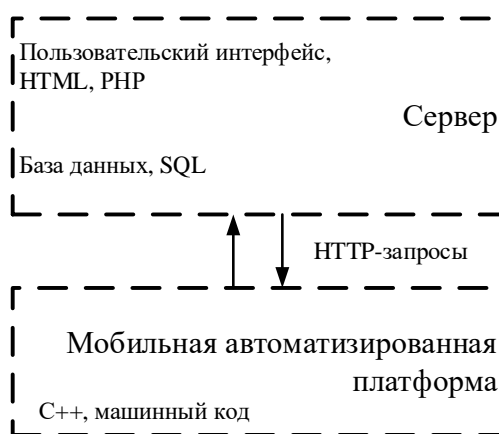 Пользовательский интерфейс,
HTML, PHP
Сервер
База данных, SQL
HTTP-запросы
Мобильная автоматизированная
платформа
C++, машинный код